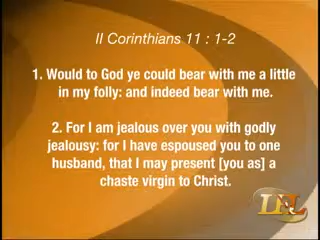 II Corinthians 11 : 1-2
1. Would to God ye could bear with me a little
in my folly: and indeed bear with me.
2. For I am jealous over you with godly
jealousy: for I have espoused you to one
husband, that I may present [you as] a
chaste virgin to Christ.